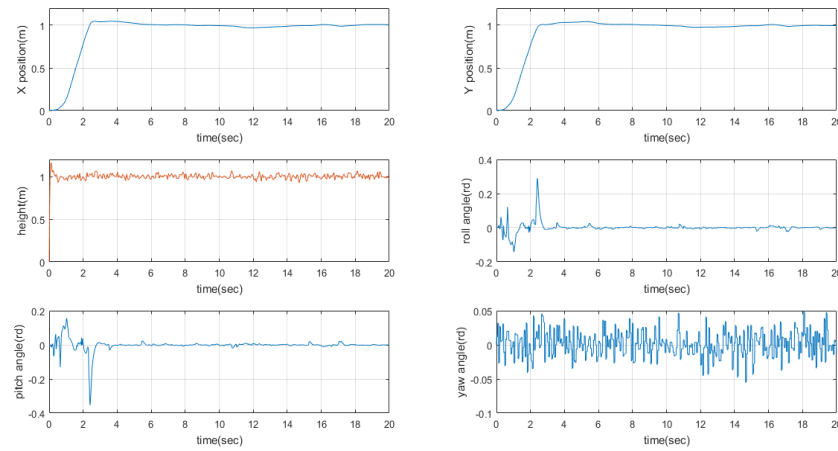 1
0.5
0
X position(m)
0 2 4 6 8 10 12 14 16 18 20
time(sec)
1
0.5
0
Y position(m)
0 2 4 6 8 10 12 14 16 18 20
time(sec)
1
0.5
0
height(m)
0 2 4 6 8 10 12 14 16 18 20
time(sec)
0.4
0.2
0
-0.2
roll angle(rd)
0 2 4 6 8 10 12 14 16 18 20
time(sec)
0.2
0
-0.2
-0.4
pitch angle(rd)
0 2 4 6 8 10 12 14 16 18 20
time(sec)
0.05
0
-0.05
-0.1
yaw angle(rd)
0 2 4 6 8 10 12 14 16 18 20
time(sec)